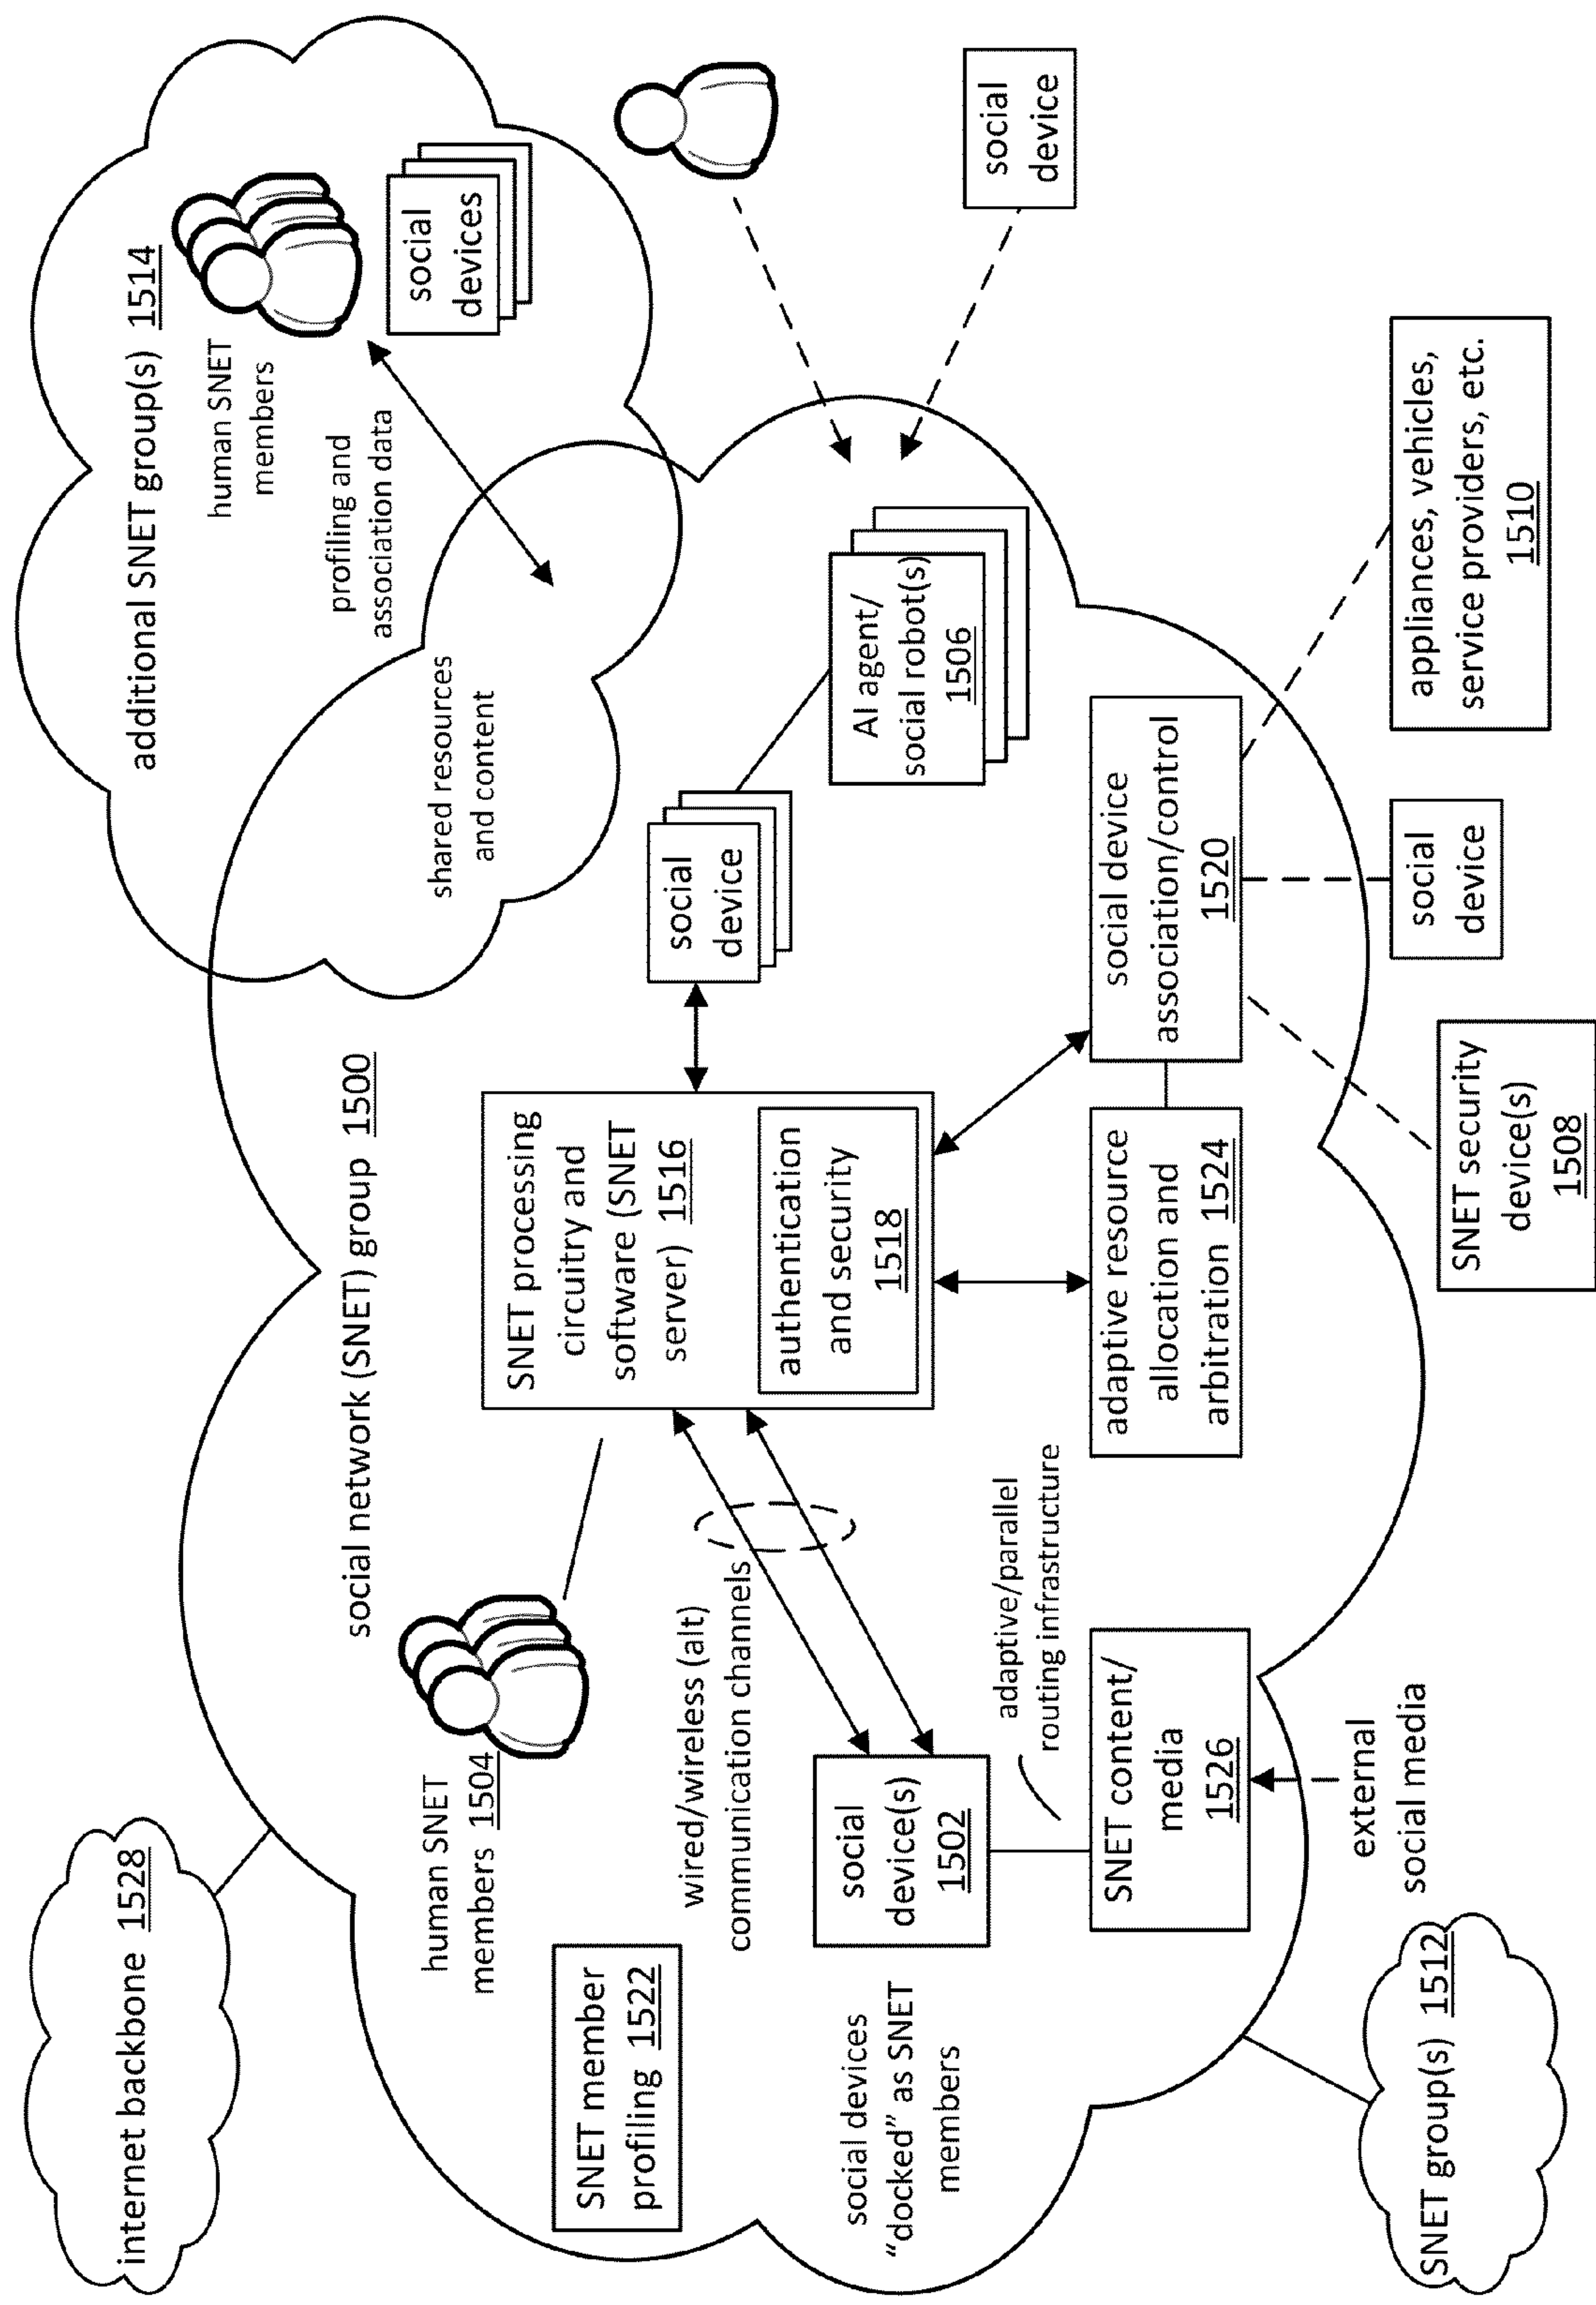 internet backbone 1528
additional SNET group(s) 1514
human SNET
members
profiling and
association data
social
devices
social network (SNET) group 1500
shared resources
and content
human SNET
members 1504
SNET member
profiling 1522
SNET processing
circuitry and
software (SNET
server) 1516
authentication
and security
1518
social
device
AI agent/
social robot(s)
1506
social
device
wired/wireless (alt)
communication channels
social devices
“docked” as SNET
members
social
device(s)
1502
adaptive/parallel
routing infrastructure
SNET content/
media
1526
adaptive resource
allocation and
arbitration 1524
social device
association/control
1520
external
social media
SNET group(s) 1512
SNET security
device(s)
1508
social
device
appliances, vehicles,
service providers, etc.
1510